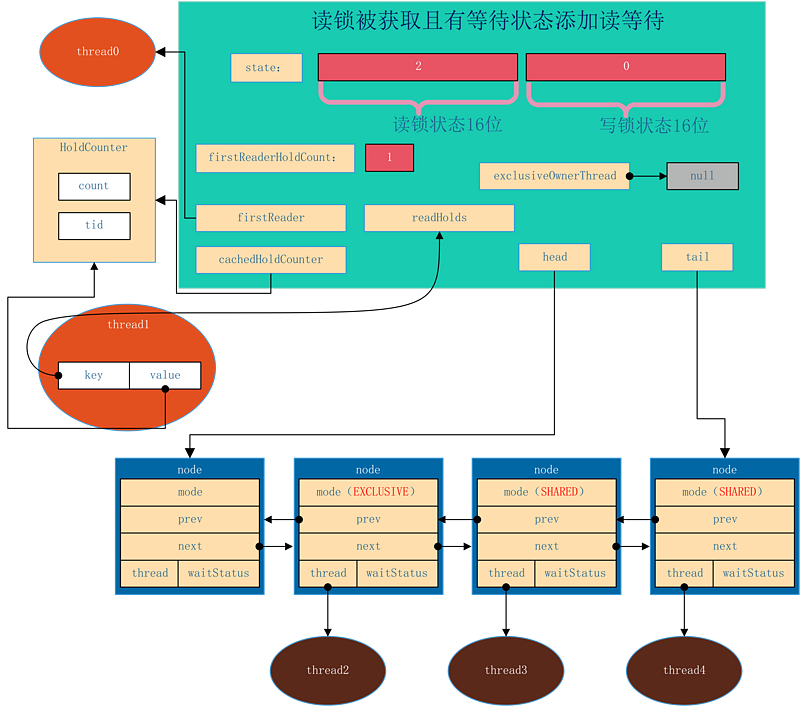 读锁被获取且有等待状态添加读等待
thread0
state:
2
0
读锁状态16位
写锁状态16位
HoldCounter
count
tid
firstReaderHoldCount:
1
exclusiveOwnerThread
null
firstReader
readHolds
cachedHoldCounter
head
tail
thread1
key
value
node
mode
prev
next
thread
waitStatus
node
mode（EXCLUSIVE）
prev
next
thread
waitStatus
node
mode（SHARED）
prev
next
thread
waitStatus
node
mode（SHARED）
prev
next
thread
waitStatus
thread2
thread3
thread4